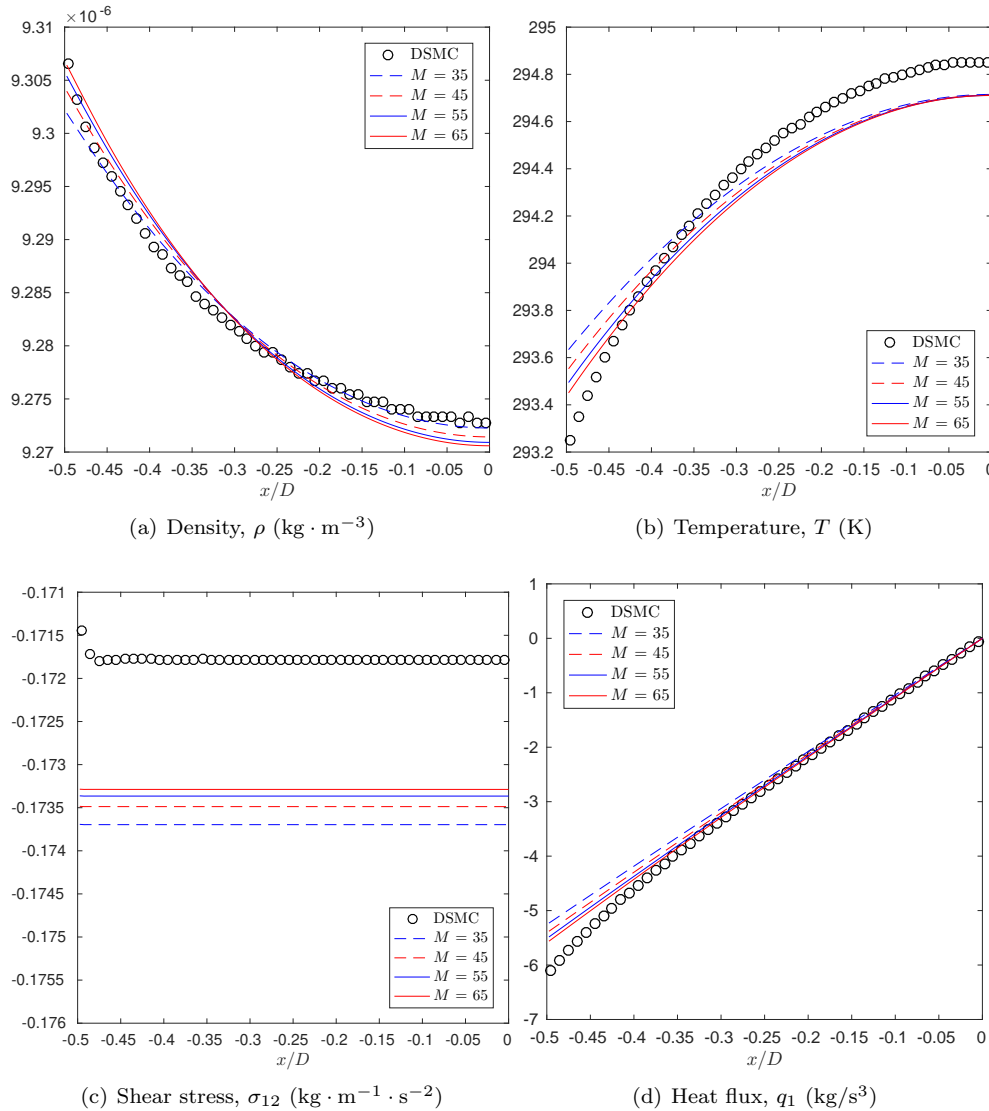 × 10⁻⁶
9.31
9.305
9.3
9.295
9.29
9.285
9.28
9.275
9.27
DSMC
M = 35
M = 45
M = 55
M = 65
-0.5 -0.45 -0.4 -0.35 -0.3 -0.25 -0.2 -0.15 -0.1 -0.05 0
x/D
(a) Density, ρ (kg · m⁻³)
295
294.8
294.6
294.4
294.2
294
293.8
293.6
293.4
293.2
DSMC
M = 35
M = 45
M = 55
M = 65
-0.5 -0.45 -0.4 -0.35 -0.3 -0.25 -0.2 -0.15 -0.1 -0.05 0
x/D
(b) Temperature, T (K)
-0.171
-0.1715
-0.172
-0.1725
-0.173
-0.1735
-0.174
-0.1745
-0.175
-0.1755
-0.176
DSMC
M = 35
M = 45
M = 55
M = 65
-0.5 -0.45 -0.4 -0.35 -0.3 -0.25 -0.2 -0.15 -0.1 -0.05 0
x/D
(c) Shear stress, σ₁₂ (kg · m⁻¹ · s⁻²)
1
0
-1
-2
-3
-4
-5
-6
-7
DSMC
M = 35
M = 45
M = 55
M = 65
-0.5 -0.45 -0.4 -0.35 -0.3 -0.25 -0.2 -0.15 -0.1 -0.05 0
x/D
(d) Heat flux, q₁ (kg/s³)